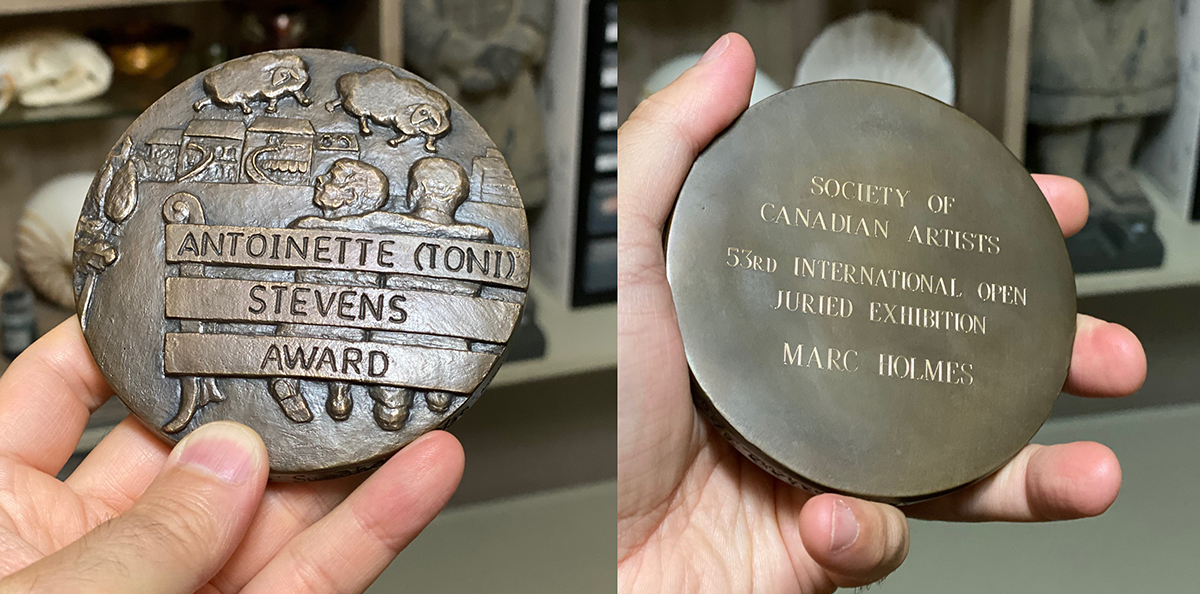 ANTOINETTE (TONI)
STEVENS
AWARD
SOCIETY OF
CANADIAN ARTISTS
53RD INTERNATIONAL OPEN
JURIED EXHIBITION
MARC HOLMES